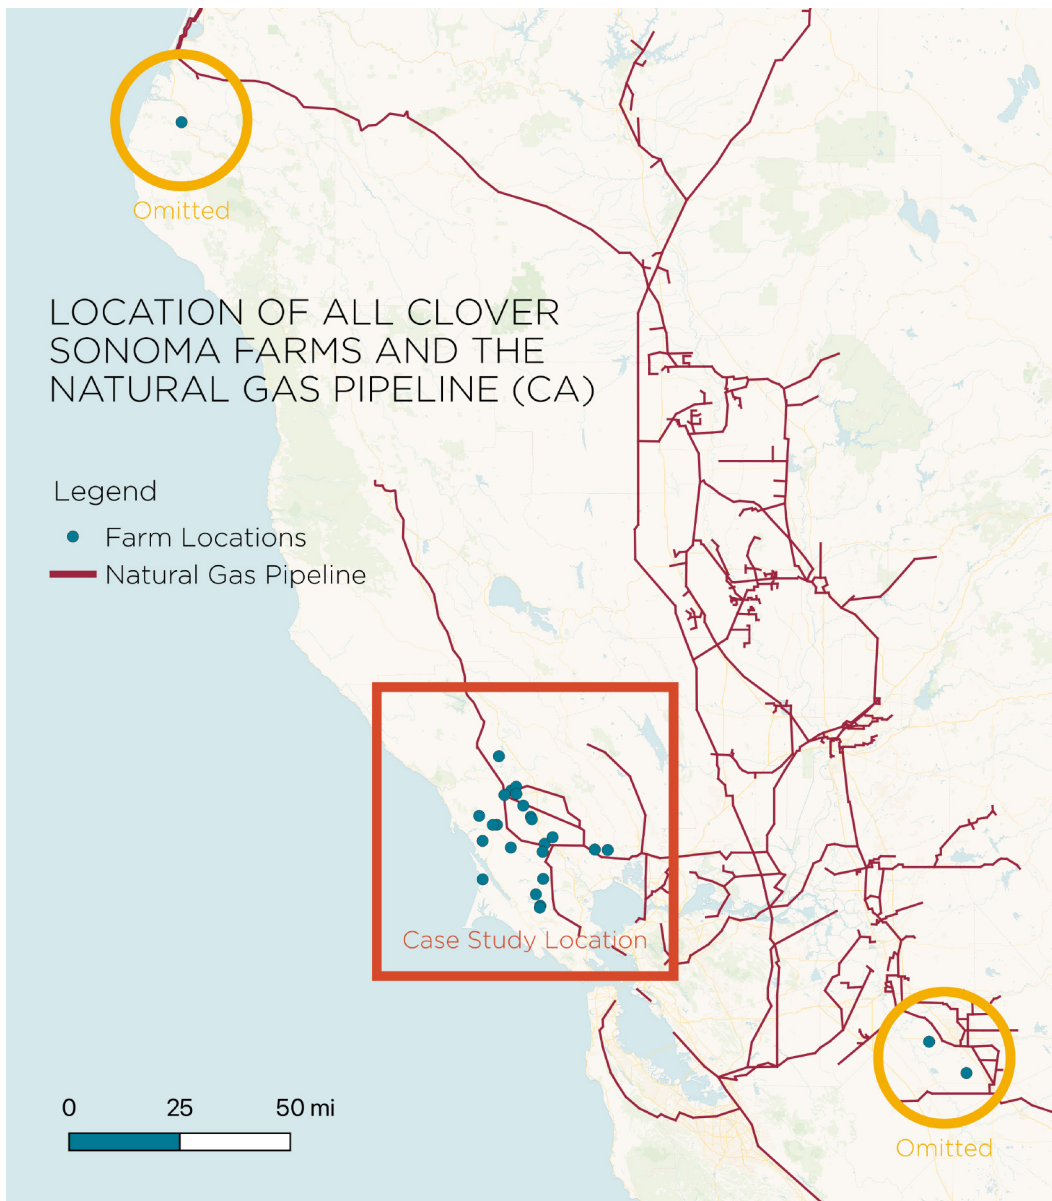 Omitted
LOCATION OF ALL CLOVER
SONOMA FARMS AND THE
NATURAL GAS PIPELINE (CA)
Legend
Farm Locations
Natural Gas Pipeline
Case Study Location
0 25 50 mi
Omitted